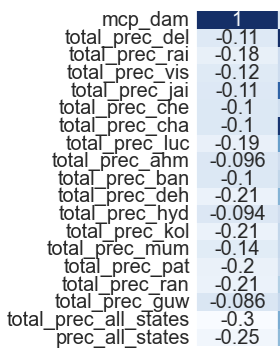 mcp_dam 1
total_prec_del -0.11
total_prec_rai -0.18
total_prec_vis -0.12
total_prec_jai -0.11
total_prec_che -0.1
total_prec_cha -0.1
total_prec_luc -0.19
total_prec_ahm -0.096
total_prec_ban -0.1
total_prec_deh -0.21
total_prec_hyd -0.094
total_prec_kol -0.21
total_prec_mum -0.14
total_prec_pat -0.2
total_prec_ran -0.21
total_prec_guw -0.086
total_prec_all_states -0.3
prec_all_states -0.25